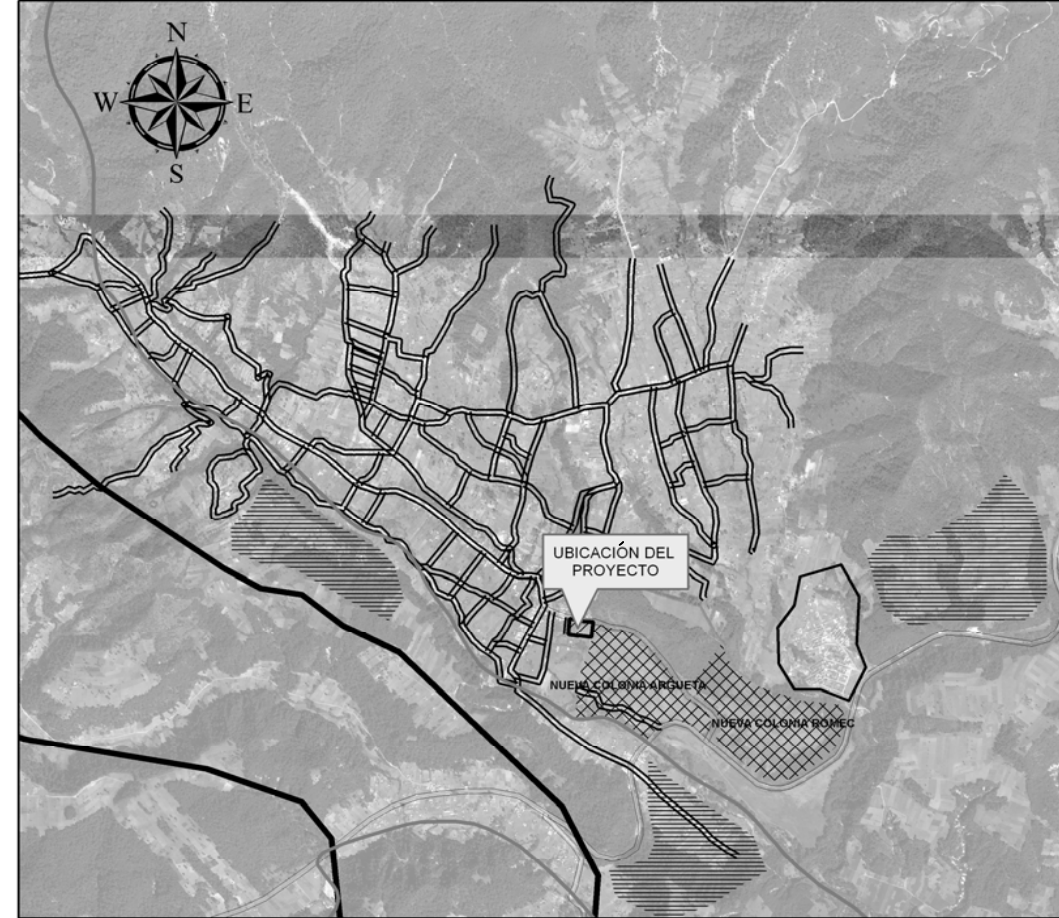 N
W E
S
UBICACIÓN DEL
PROYECTO
NUEVA COLONIA ARGUETA
NUEVA COLONIA ROMEC